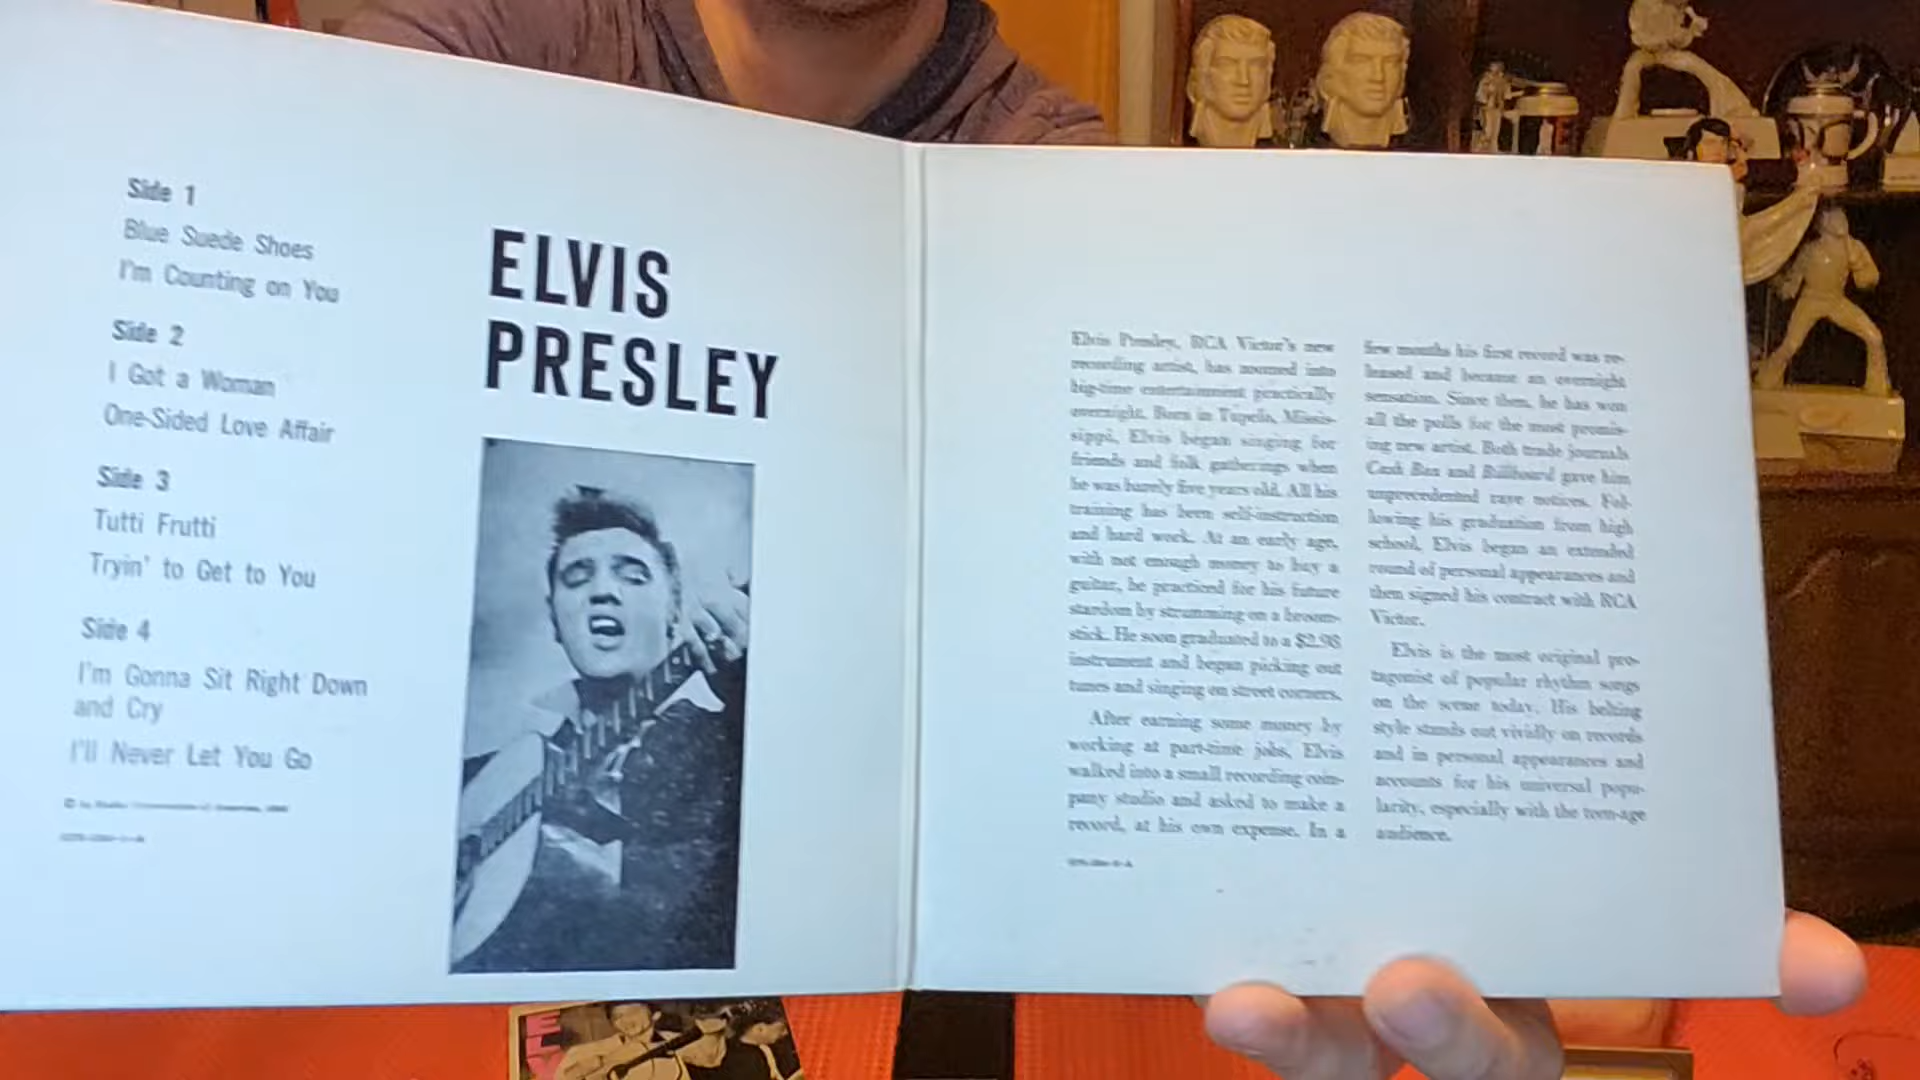 Side 1
Blue Suede Shoes
I'm Counting on You
Side 2
I Got a Woman
One-Sided Love Affair
Side 3
Tutti Frutti
Tryin' to Get to You
Side 4
I'm Gonna Sit Right Down
and Cry
I'll Never Let You Go
ELVIS
PRESLEY
Elvis Presley, RCA Victor's new
recording artist, has zoomed into
big-time entertainment practically
overnight. Born in Tupelo, Missis-
sippi, Elvis began singing for
friends and folk gatherings when
he was barely five years old. All his
training has been self-instruction
and hard work. At an early age,
with not enough money to buy a
guitar, he practiced for his future
stardom by strumming on a broom-
stick. He soon graduated to a $2.98
instrument and began picking out
tunes and singing on street corners.
After earning some money by
working at part-time jobs, Elvis
walked into a small recording com-
pany studio and asked to make a
record, at his own expense. In a
few months his first record was re-
leased and became an overnight
sensation. Since then, he has won
all the polls for the most promis-
ing new artist. Both trade journals
Cash Box and Billboard gave him
unprecedented rave notices. Fol-
lowing his graduation from high
school, Elvis began an extended
round of personal appearances and
then signed his contract with RCA
Victor.
Elvis is the most original pro-
tagonist of popular rhythm songs
on the scene today. His belting
style stands out vividly on records
and in personal appearances and
accounts for his universal popu-
larity, especially with the teen-age
audience.